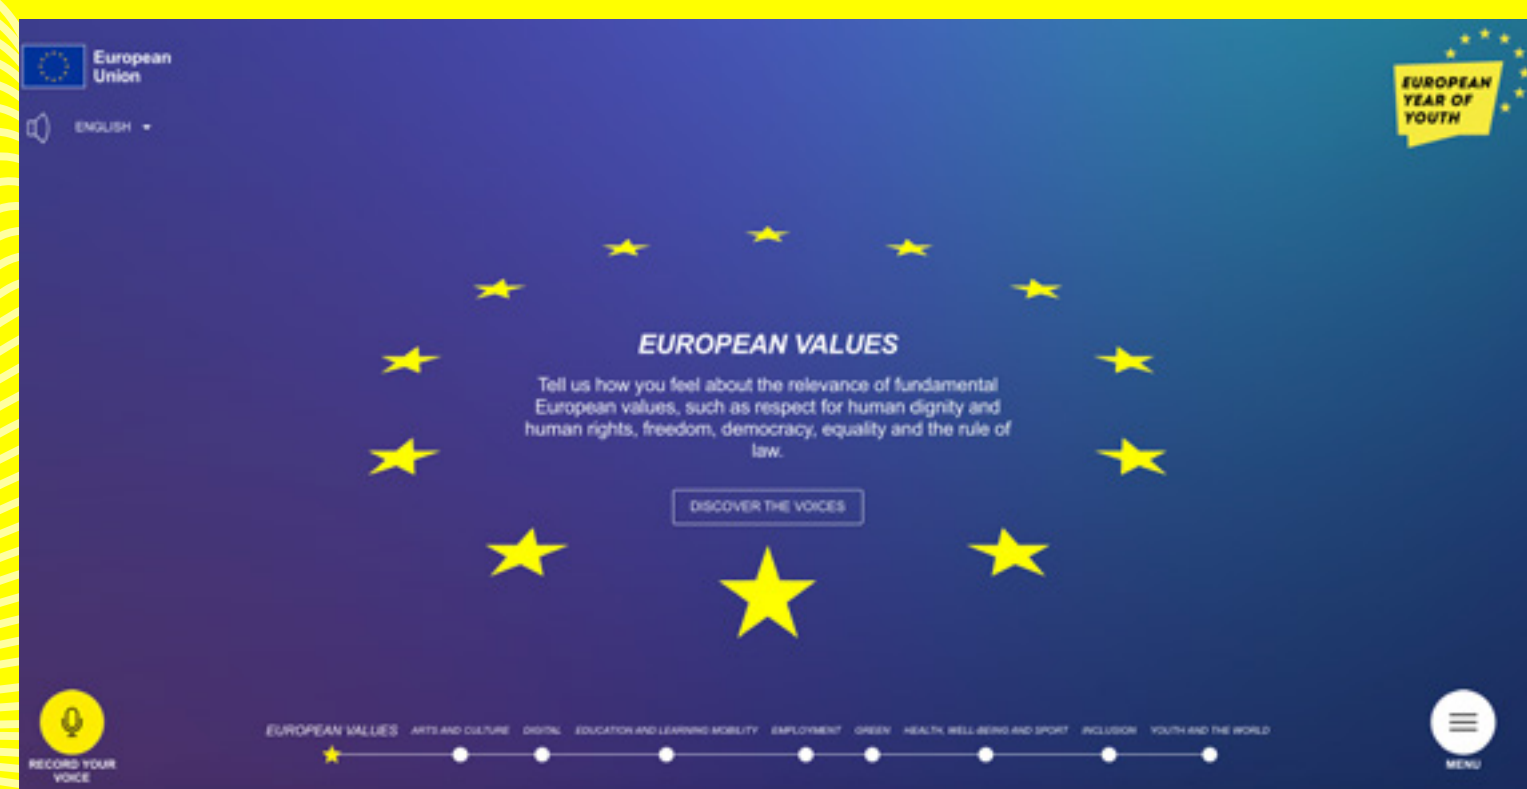 European
Union
ENGLISH
EUROPEAN
YEAR OF
YOUTH
EUROPEAN VALUES
Tell us how you feel about the relevance of fundamental
European values, such as respect for human dignity and
human rights, freedom, democracy, equality and the rule of
law.
DISCOVER THE VOICES
EUROPEAN VALUES ARTS AND CULTURE DIGITAL EDUCATION AND LEARNING MOBILITY EMPLOYMENT GREEN HEALTH, WELL-BEING AND SPORT INCLUSION YOUTH AND THE WORLD
RECORD YOUR
VOICE
MENU